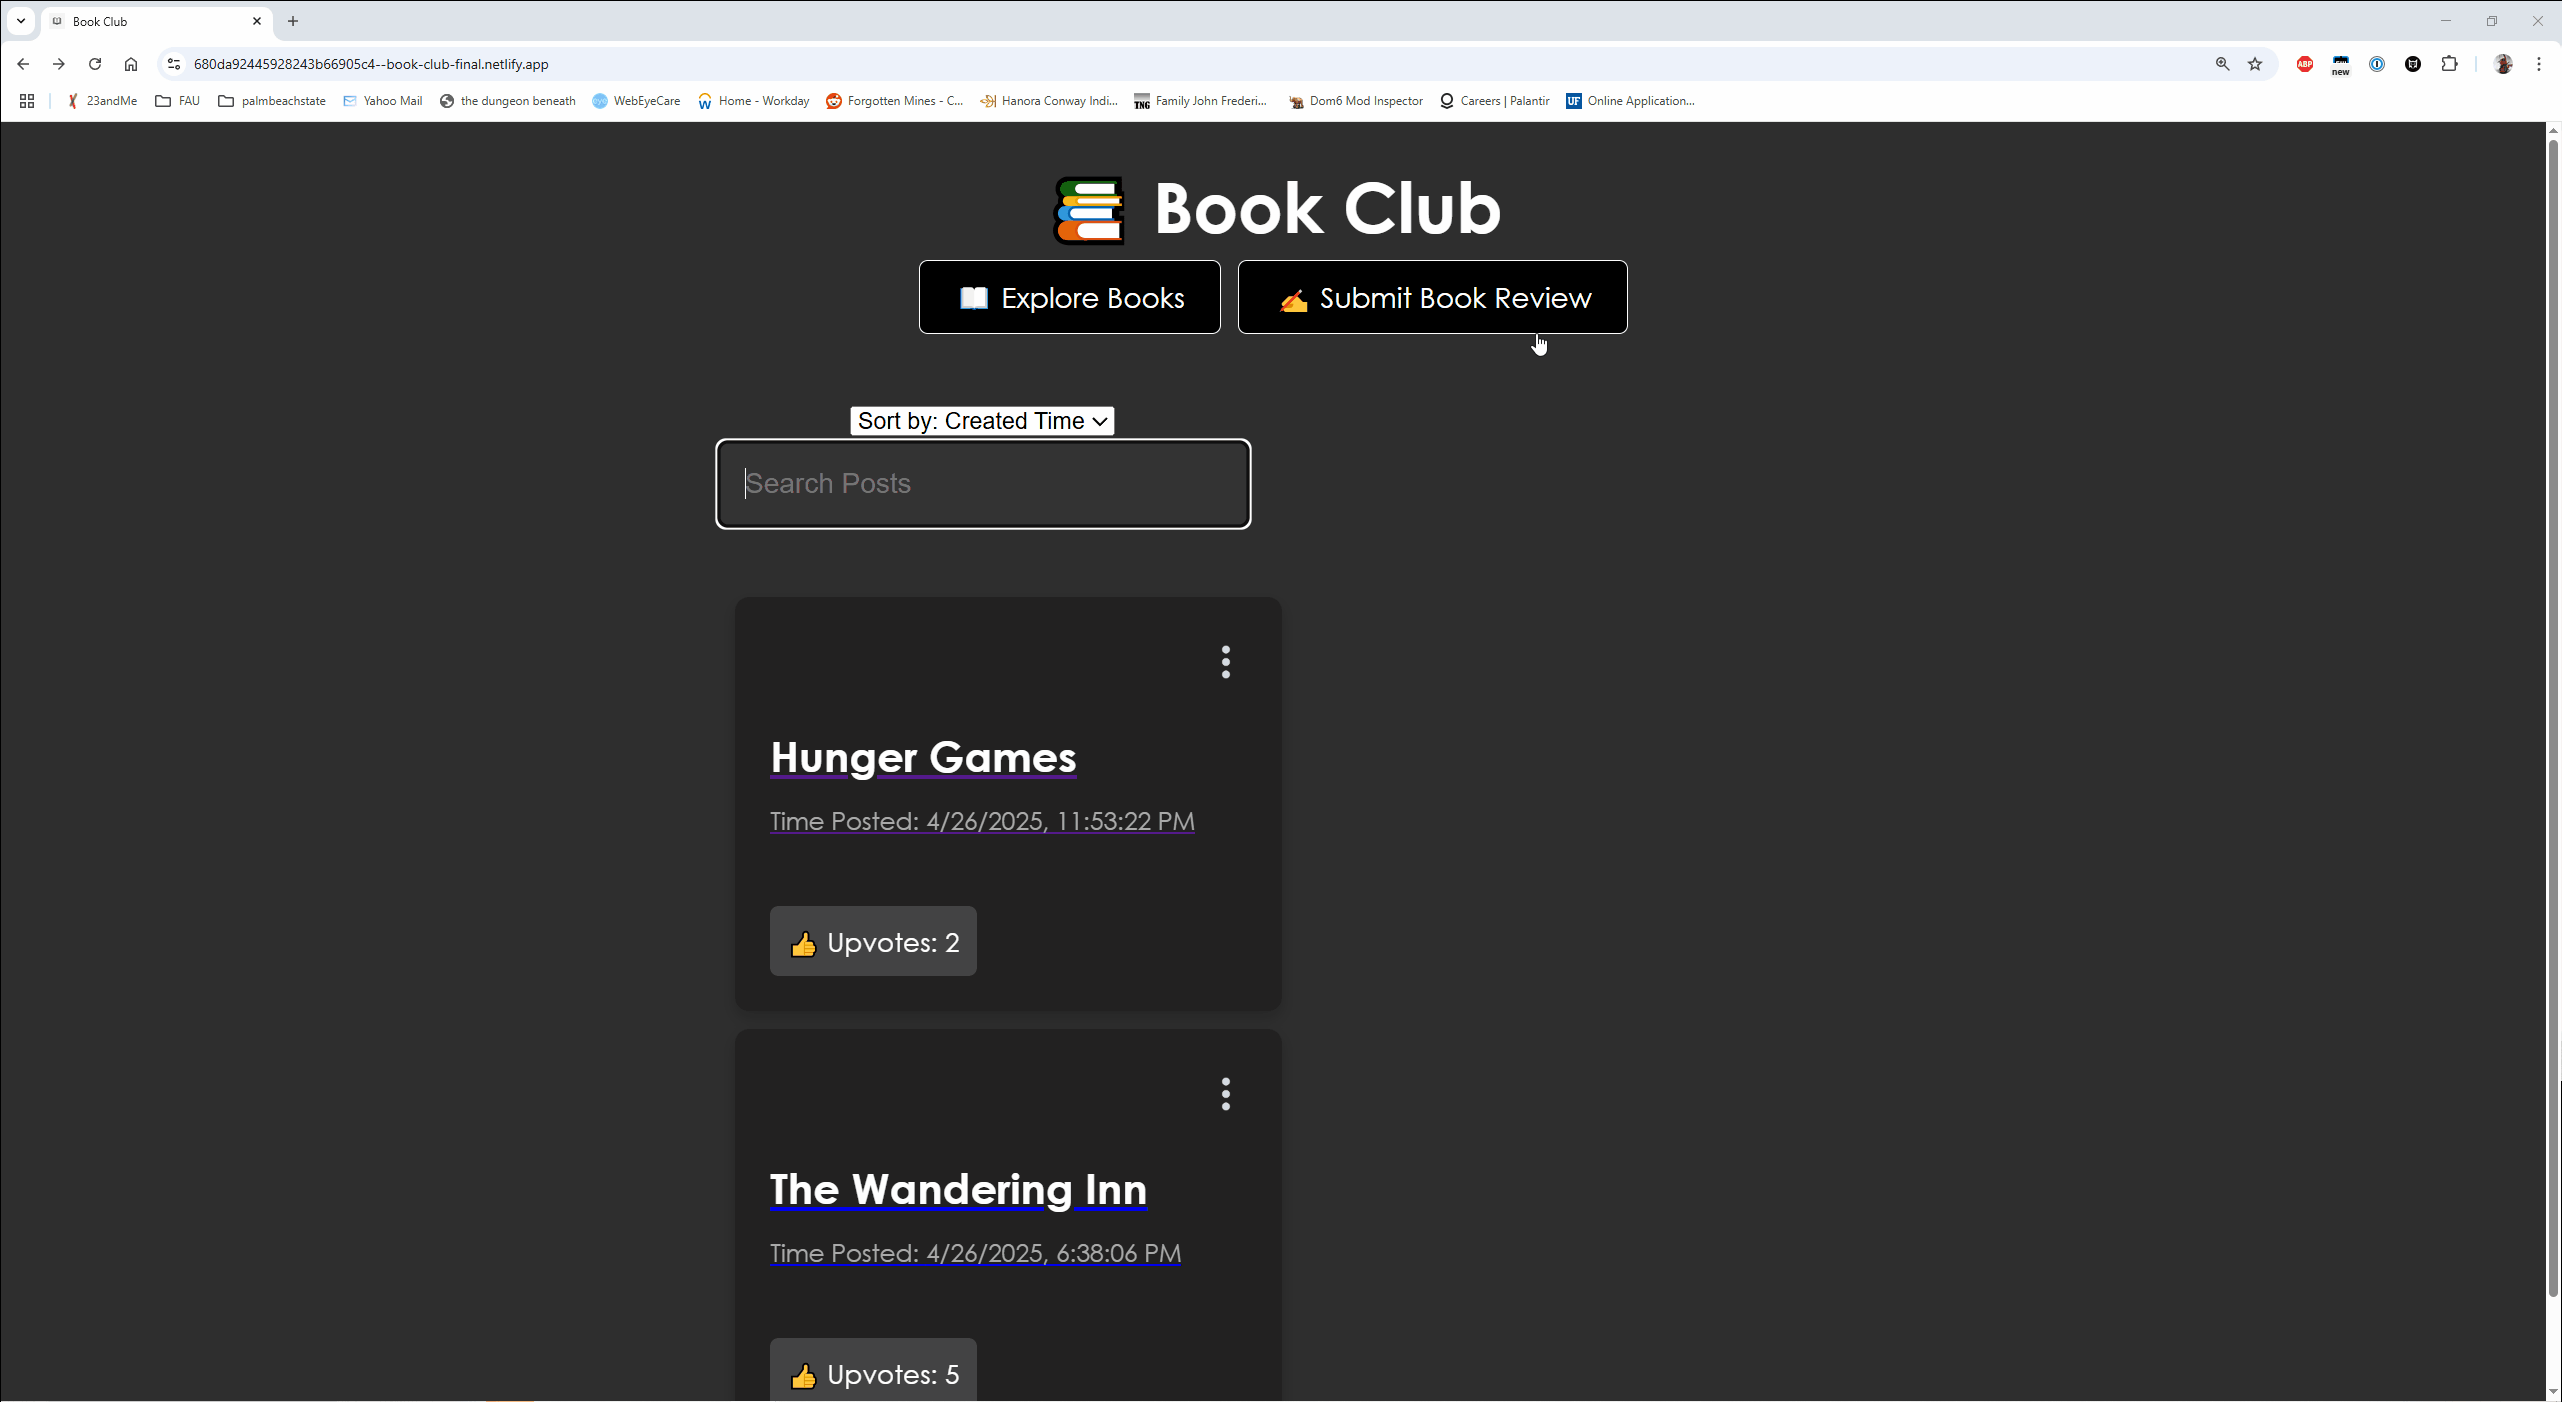 Book Club
680da92445928243b66905c4--book-club-final.netlify.app
ABP
new
23andMe
FAU
palmbeachstate
Yahoo Mail
the dungeon beneath
WebEyeCare
Home - Workday
Forgotten Mines - C...
Hanora Conway Indi...
TNG
Family John Frederi...
Dom6 Mod Inspector
Careers | Palantir
UF
Online Application...
Book Club
Explore Books
Submit Book Review
Sort by: Created Time
Search Posts
Hunger Games
Time Posted: 4/26/2025, 11:53:22 PM
Upvotes: 2
The Wandering Inn
Time Posted: 4/26/2025, 6:38:06 PM
Upvotes: 5